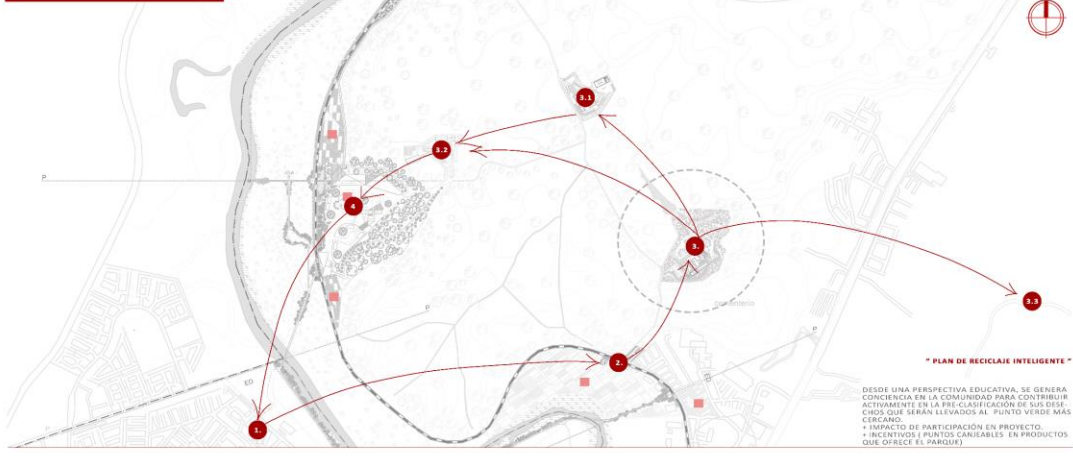 3.1
3.2
P
4
3.
cementerio
3.3
P
P
2.
ED
ED
1.
" PLAN DE RECICLAJE INTELIGENTE "
DESDE UNA PERSPECTIVA EDUCATIVA, SE GENERA
CONCIENCIA EN LA COMUNIDAD PARA CONTRIBUIR
ACTIVAMENTE EN LA PRE-CLASIFICACIÓN DE SUS DESE-
CHOS QUE SERÁN LLEVADOS AL PUNTO VERDE MÁS
CERCANO.
+ IMPACTO DE PARTICIPACIÓN EN PROYECTO.
+ INCENTIVOS ( PUNTOS CANJEABLES EN PRODUCTOS
QUE OFRECE EL PARQUE)